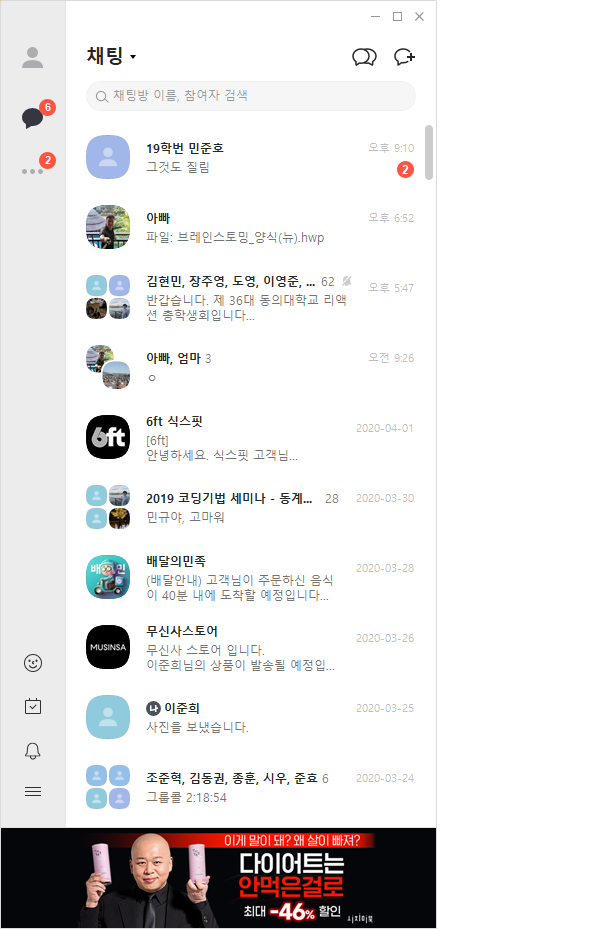 채팅
채팅방 이름, 참여자 검색
6
2
19학번 민준호
오후 9:10
그것도 질림
2
아빠
오후 6:52
파일: 브레인스토밍_양식(뉴).hwp
김현민, 장주영, 도영, 이영준, ... 62
오후 5:47
반갑습니다. 제 36대 동의대학교 리액
션 총학생회입니다...
아빠, 엄마 3
오전 9:26
ㅇ
6ft
6ft 식스핏
2020-04-01
[6ft]
안녕하세요. 식스핏 고객님...
2019 코딩기법 세미나 - 동계... 28
2020-03-30
민규야, 고마워
배달의민족
2020-03-28
(배달안내) 고객님이 주문하신 음식
이 40분 내에 도착할 예정입니다...
MUSINSA
무신사스토어
2020-03-26
무신사 스토어 입니다.
이준희님의 상품이 발송될 예정입...
나 이준희
2020-03-25
사진을 보냈습니다.
조준혁, 김동권, 종훈, 시우, 준효 6
2020-03-24
그룹콜 2:18:54
이게 말이 돼? 왜 살이 빠져?
다이어트는
안먹은걸로
최대 -46% 할인